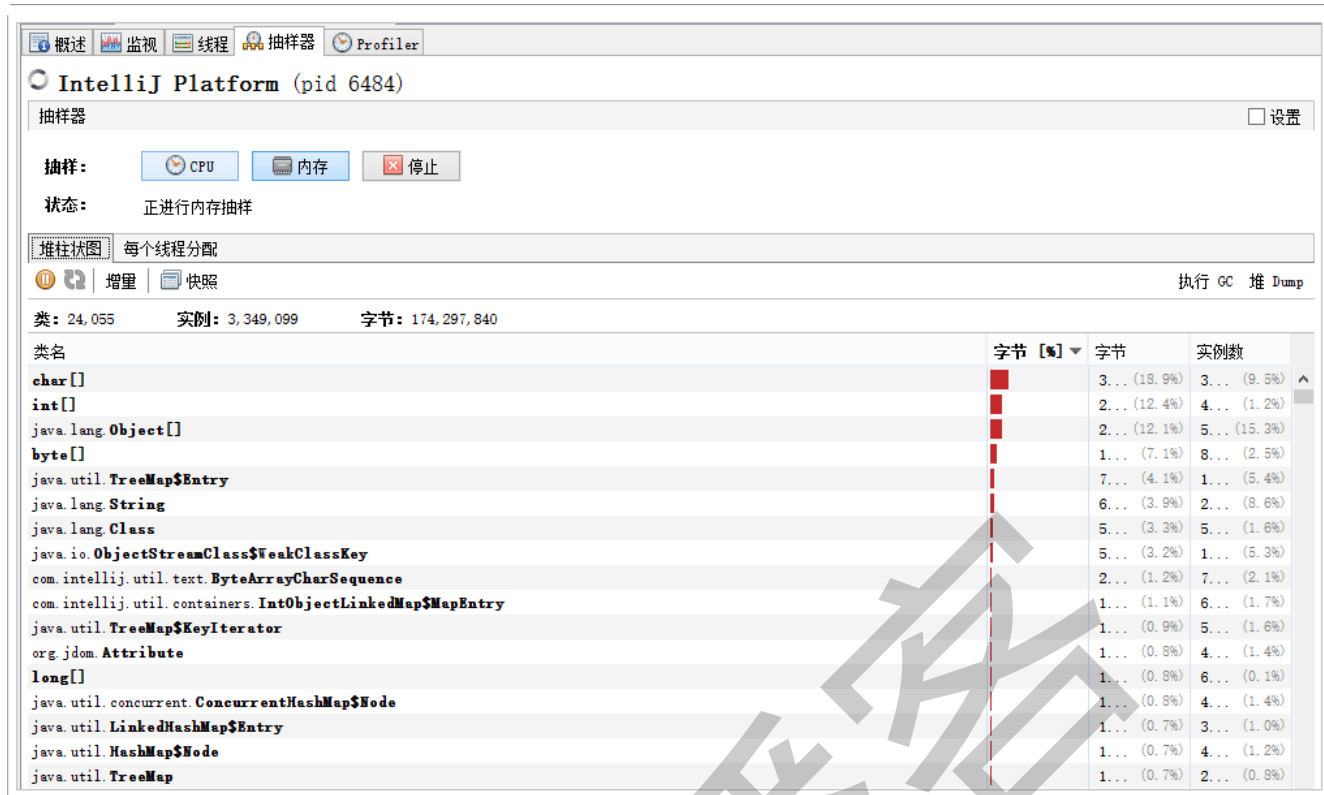 概述 监视 线程 抽样器 Profiler
IntelliJ Platform (pid 6484)
抽样器 设置
抽样： CPU 内存 停止
状态： 正进行内存抽样
堆柱状图 每个线程分配
增量 快照 执行 GC 堆 Dump
类：24,055 实例：3,349,099 字节：174,297,840
类名 字节 [%] 字节 实例数
char[] 3... (18.9%) 3... (9.5%)
int[] 2... (12.4%) 4... (1.2%)
java.lang.Object[] 2... (12.1%) 5... (15.3%)
byte[] 1... (7.1%) 8... (2.5%)
java.util.TreeMap$Entry 7... (4.1%) 1... (5.4%)
java.lang.String 6... (3.9%) 2... (8.6%)
java.lang.Class 5... (3.3%) 5... (1.6%)
java.io.ObjectStreamClass$WeakClassKey 5... (3.2%) 1... (5.3%)
com.intellij.util.text.ByteArrayCharSequence 2... (1.2%) 7... (2.1%)
com.intellij.util.containers.IntObjectLinkedMap$MapEntry 1... (1.1%) 6... (1.7%)
java.util.TreeMap$KeyIterator 1... (0.9%) 5... (1.6%)
org.jdom.Attribute 1... (0.8%) 4... (1.4%)
long[] 1... (0.8%) 6... (0.1%)
java.util.concurrent.ConcurrentHashMap$Node 1... (0.8%) 4... (1.4%)
java.util.LinkedHashMap$Entry 1... (0.7%) 3... (1.0%)
java.util.HashMap$Node 1... (0.7%) 4... (1.2%)
java.util.TreeMap 1... (0.7%) 2... (0.8%)